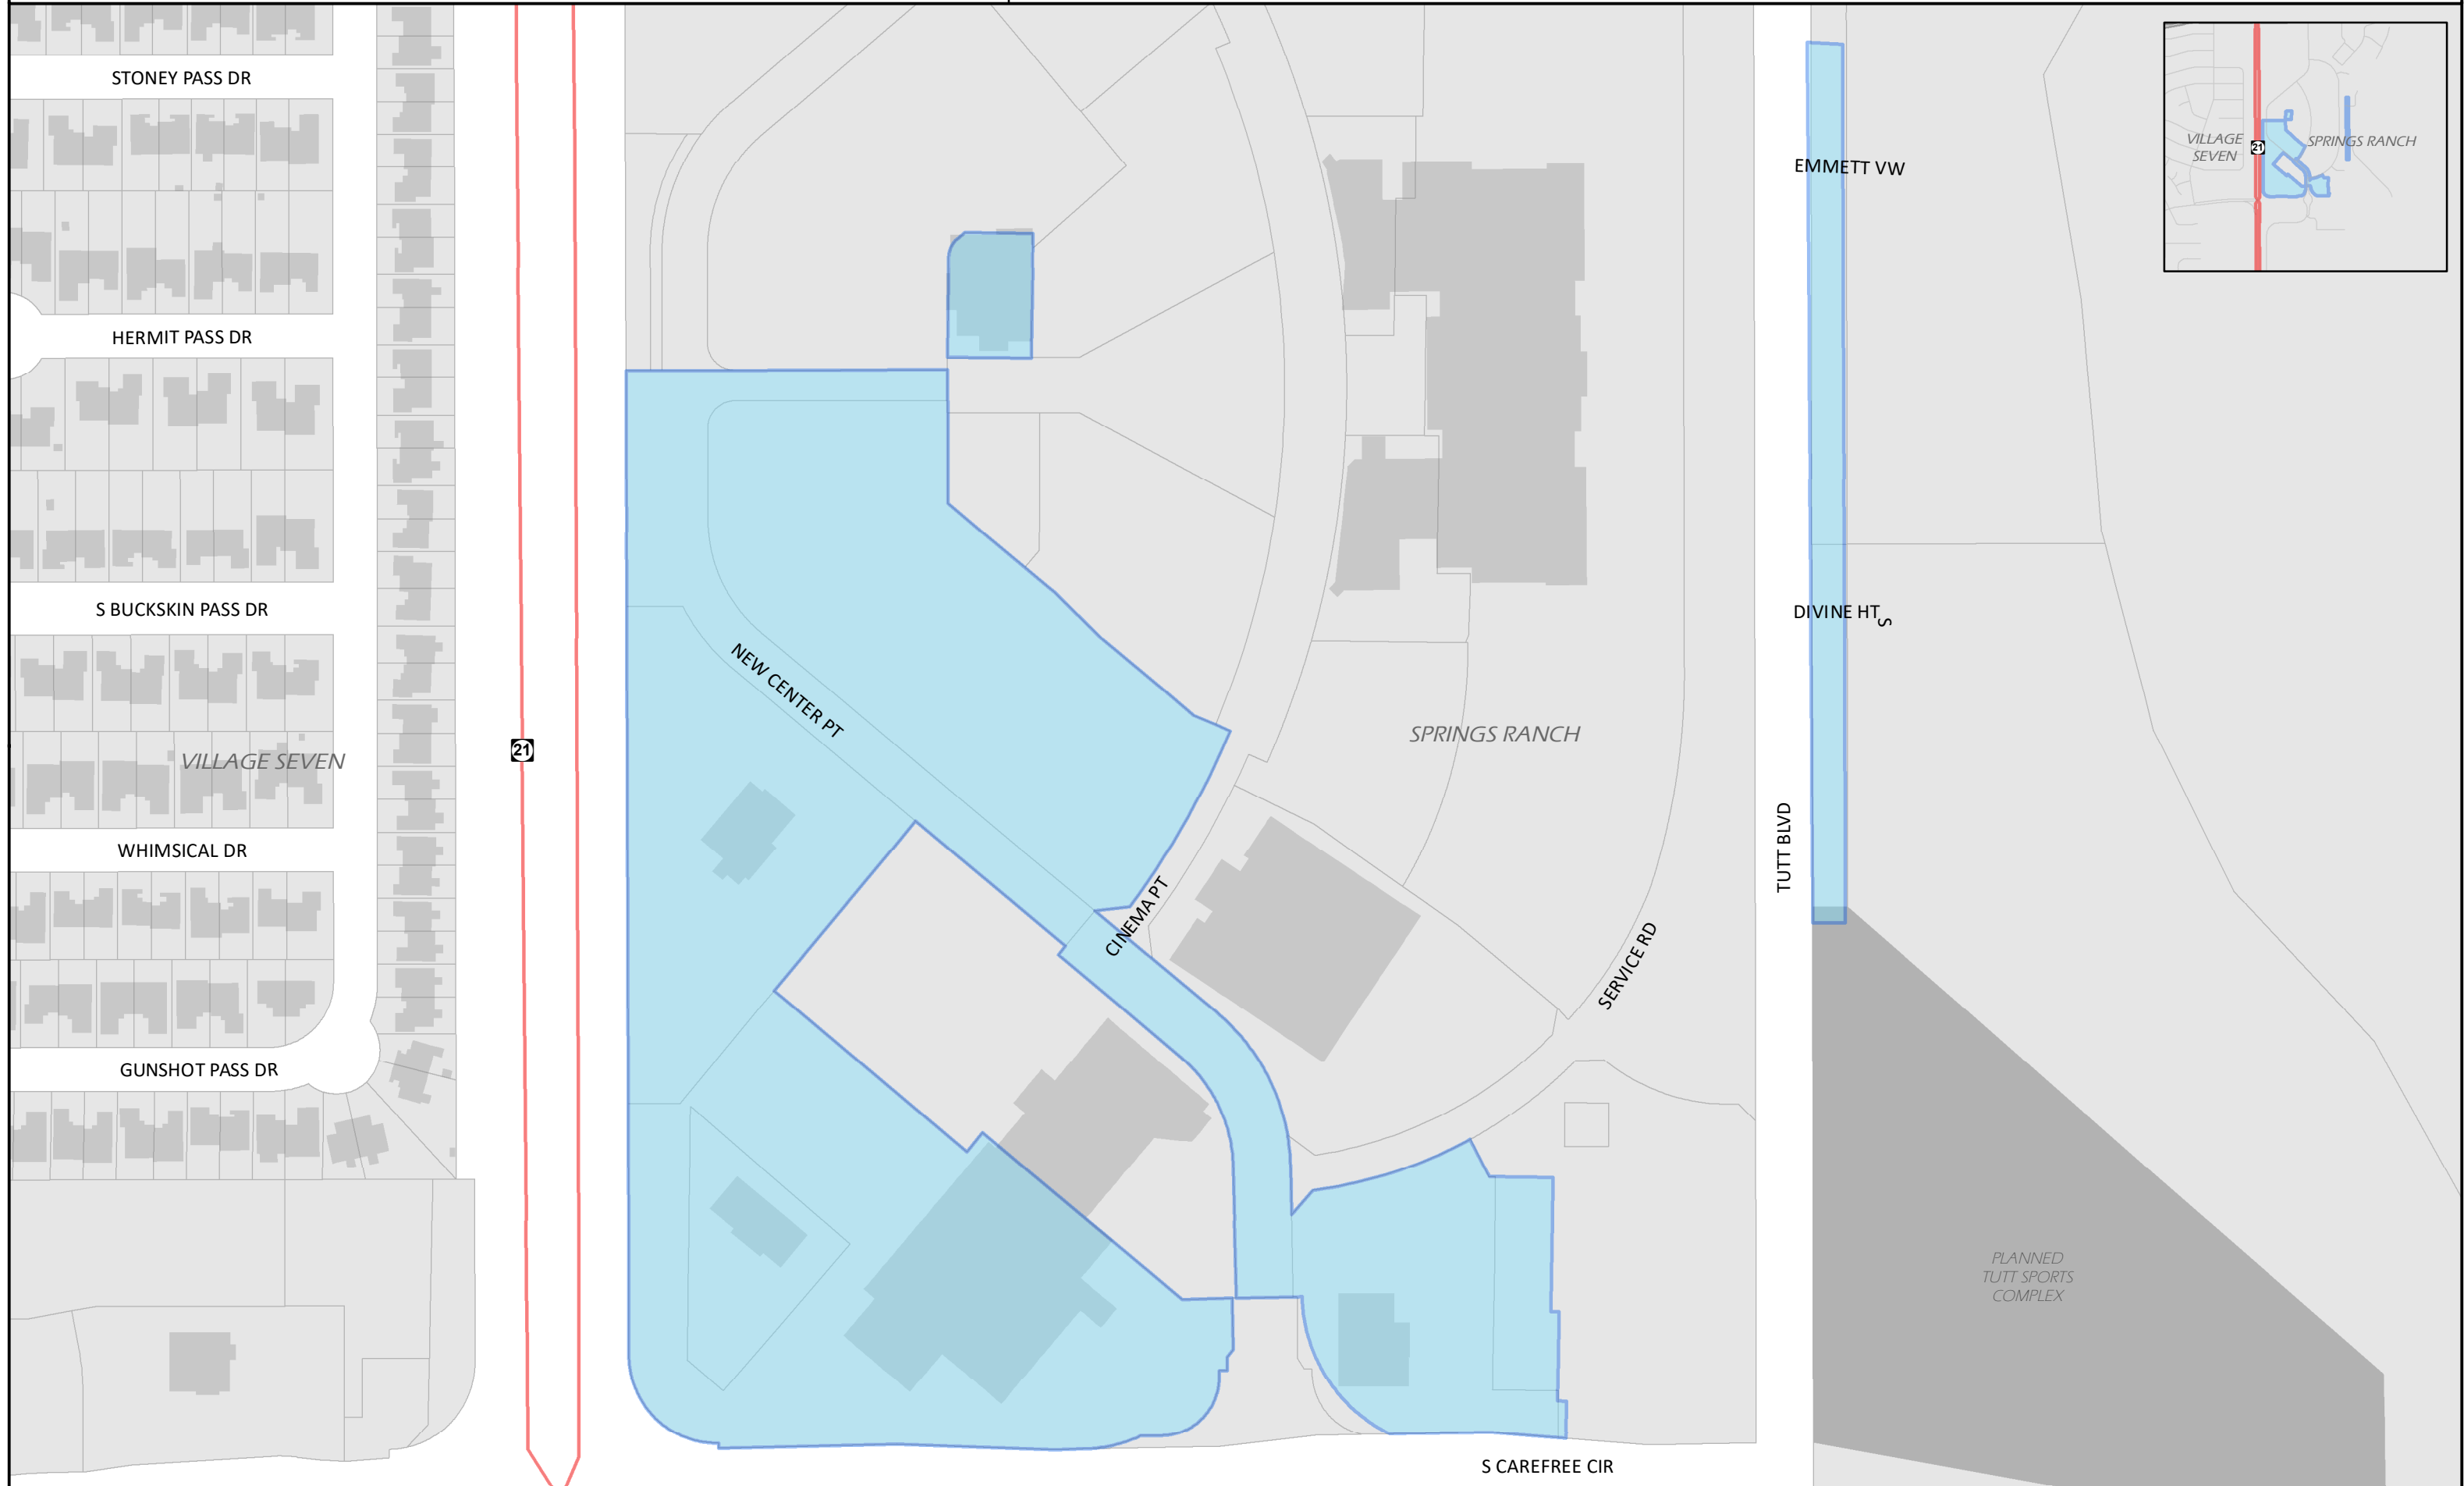 STONEY PASS DR
HERMIT PASS DR
S BUCKSKIN PASS DR
VILLAGE SEVEN
WHIMSICAL DR
GUNSHOT PASS DR
21
NEW CENTER PT
CINEMA PT
SPRINGS RANCH
SERVICE RD
TUTT BLVD
EMMETT VW
DIVINE HTS
PLANNED
TUTT SPORTS
COMPLEX
S CAREFREE CIR
VILLAGE
SEVEN
21
SPRINGS RANCH